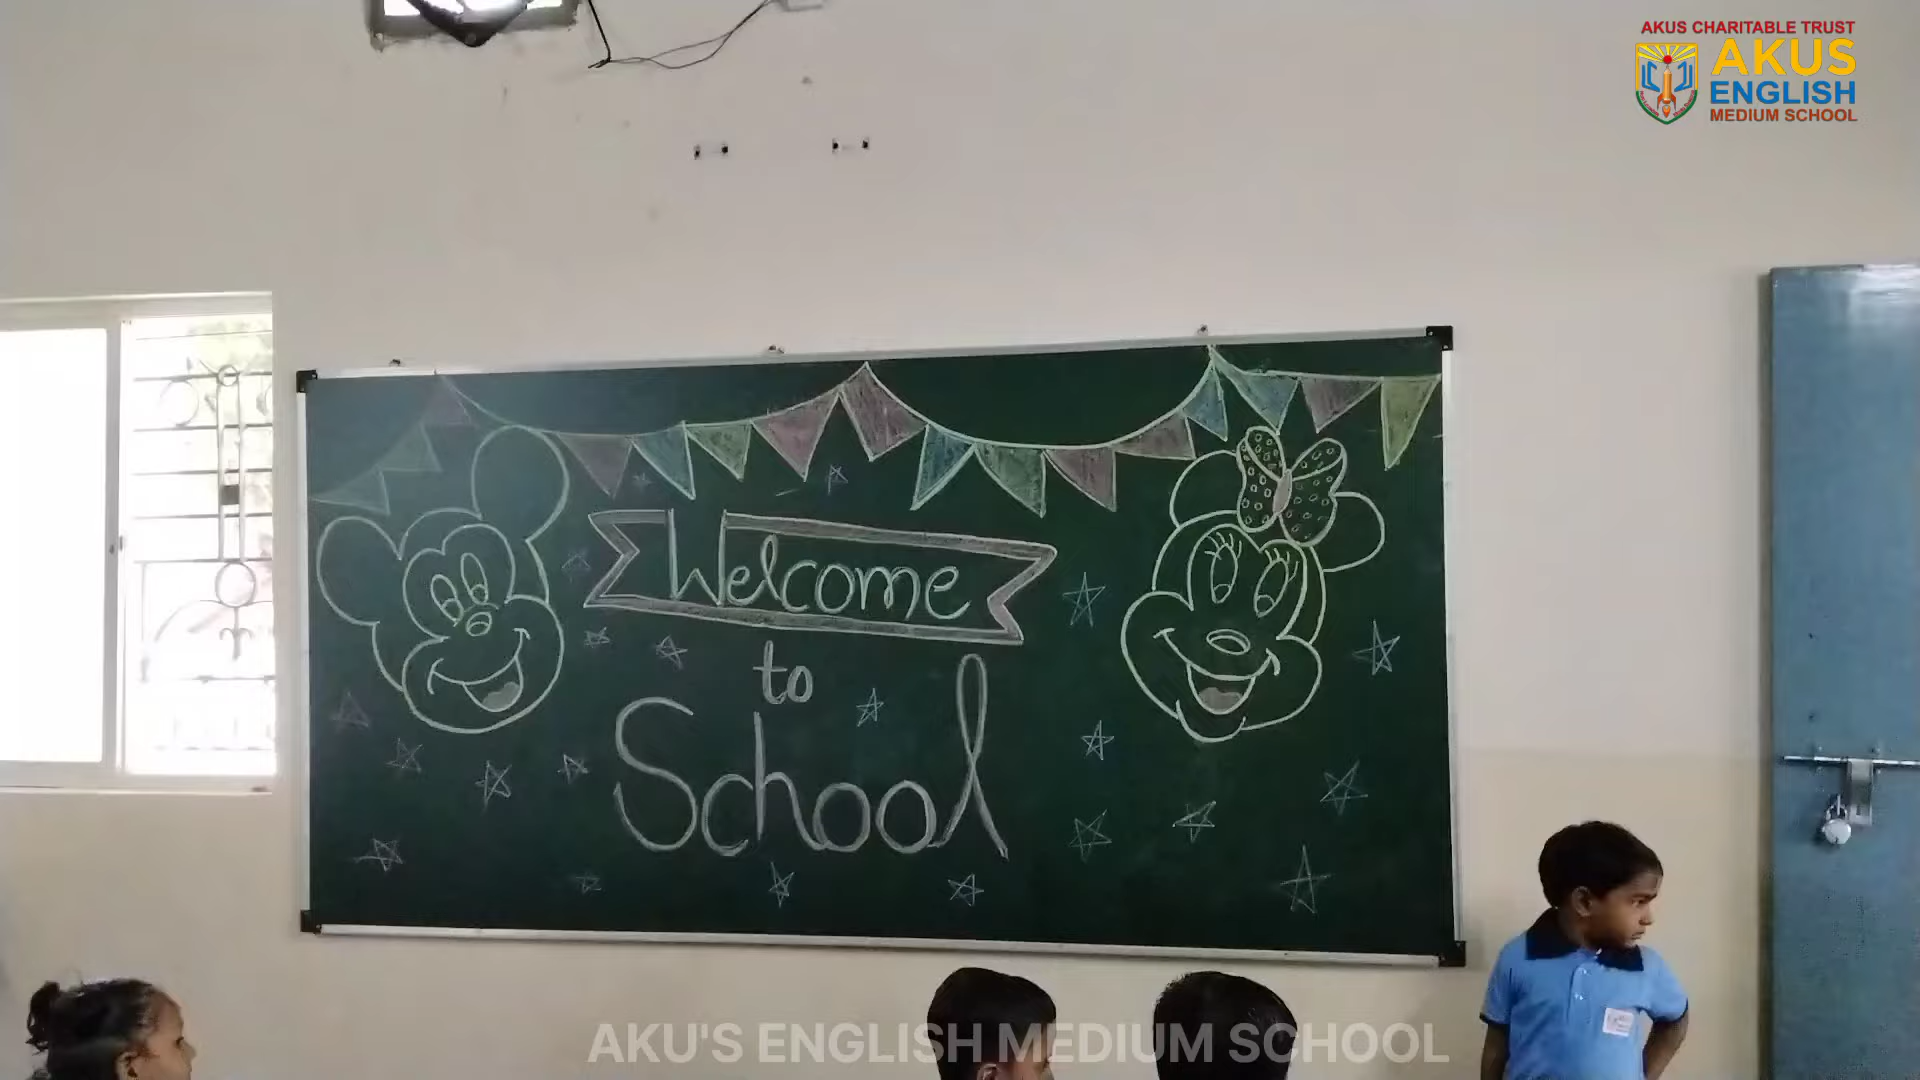 AKUS CHARITABLE TRUST
AKUS
ENGLISH
MEDIUM SCHOOL
Welcome
to
School
AKU'S ENGLISH MEDIUM SCHOOL